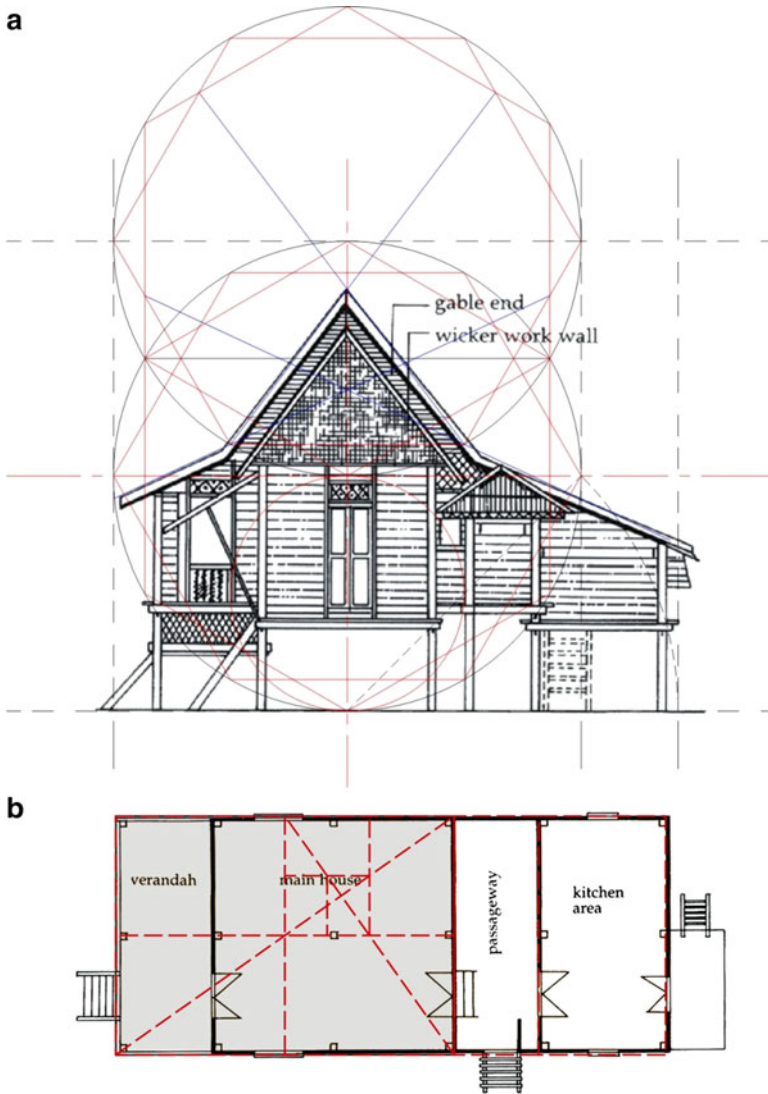 a
gable end
wicker work wall
b
verandah
main house
passageway
kitchen
area